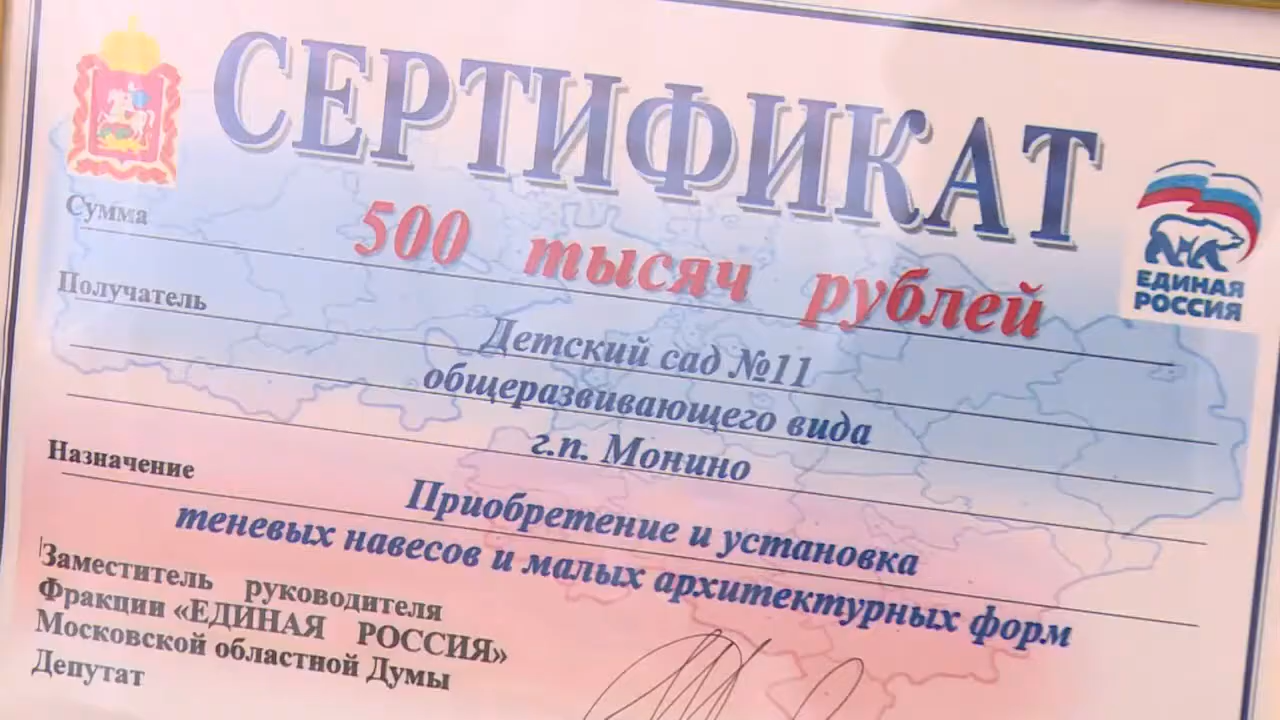 СЕРТИФИКАТ
Сумма
500 тысяч рублей
ЕДИНАЯ
РОССИЯ
Получатель
Детский сад №11
общеразвивающего вида
г.п. Монино
Назначение
Приобретение и установка
теневых навесов и малых архитектурных форм
Заместитель руководителя
Фракции «ЕДИНАЯ РОССИЯ»
Московской областной Думы
Депутат